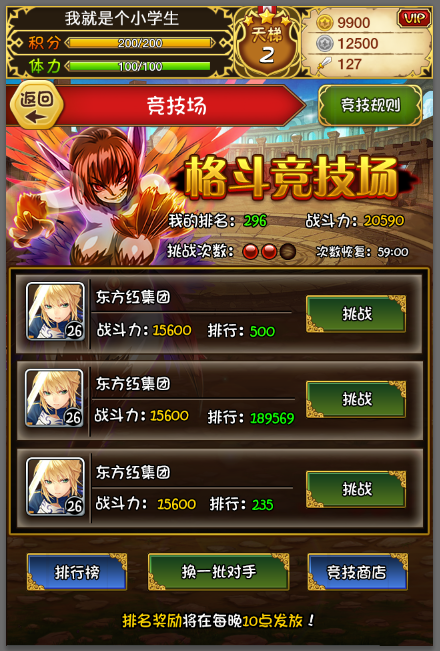 我就是个小学生
积分 200/200
体力 100/100
天梯
2
9900
12500
127
VIP
返回
竞技场
竞技规则
格斗竞技场
我的排名：296 战斗力：20590
挑战次数： 次数恢复：59:00
东方红集团
战斗力：15600 排行：500
26
挑战
东方红集团
战斗力：15600 排行：189569
26
挑战
东方红集团
战斗力： 15600 排行：235
26
挑战
排行榜
换一批对手
竞技商店
排名奖励将在每晚10点发放！